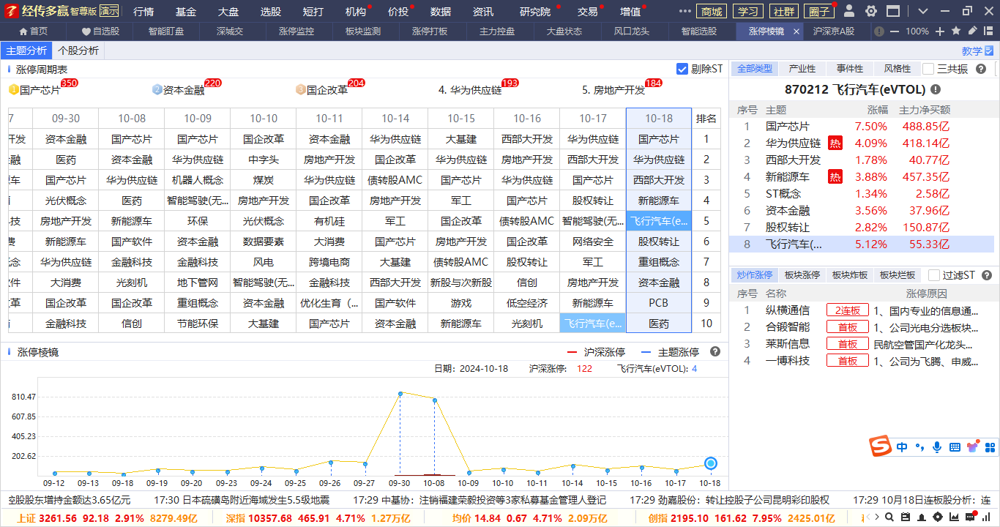 经传多赢 智尊版 演示 行情 基金 大盘 选股 短打 机构 价投 数据 资讯 研究院 交易 增值 商城 学习 社群 圈子
首页 自选股 智能盯盘 深城交 涨停监控 板块监测 涨停打板 主力控盘 大盘状态 风口龙头 智能选股 涨停棱镜 × 沪深京A股 100%
主题分析 个股分析 教学
涨停周期表 剔除ST
1 国产芯片 350 2 资本金融 220 3 国企改革 204 4. 华为供应链 193 5. 房地产开发 184
7 09-30 10-08 10-09 10-10 10-11 10-14 10-15 10-16 10-17 10-18 排名
开发 资本金融 国产芯片 国产芯片 国企改革 资本金融 华为供应链 大基建 西部大开发 华为供应链 国产芯片 1
融 医药 资本金融 华为供应链 中字头 房地产开发 国企改革 华为供应链 房地产开发 西部大开发 华为供应链 2
车 国产芯片 华为供应链 机器人概念 煤炭 华为供应链 债转股AMC 国产芯片 华为供应链 国产芯片 西部大开发 3
光伏概念 医药 智能驾驶(无... 房地产开发 国企改革 房地产开发 军工 国产芯片 股权转让 新能源车 4
技 房地产开发 新能源车 环保 光伏概念 有机硅 军工 国企改革 债转股AMC 智能驾驶(无... 飞行汽车(e... 5
费 新能源车 国产软件 资本金融 数据要素 大消费 国产芯片 房地产开发 国企改革 网络安全 股权转让 6
念 华为供应链 金融科技 金融科技 风电 跨境电商 大基建 债转股AMC 股权转让 军工 重组概念 7
件 大消费 光刻机 地下管网 智能驾驶(无... 金融科技 西部大开发 新股与次新股 信创 房地产开发 资本金融 8
革 国企改革 国企改革 重组概念 资本金融 优化生育（... 国产软件 游戏 低空经济 新能源车 PCB 9
金融科技 信创 节能环保 大基建 国产芯片 资本金融 新能源车 光刻机 飞行汽车(e... 医药 10
涨停棱镜 沪深涨停 主题涨停
日期：2024-10-18 沪深涨停: 122 飞行汽车(eVTOL): 4
810.47
607.85
405.23
202.62
09-12 09-13 09-18 09-19 09-20 09-23 09-24 09-25 09-26 09-27 09-30 10-08 10-09 10-10 10-11 10-14 10-15 10-16 10-17 10-18
全部类型 产业性 事件性 风格性 三共振
870212 飞行汽车(eVTOL)
序号 主题 涨幅 主力净买额
1 国产芯片 7.50% 488.85亿
2 华为供应链 热 4.09% 418.14亿
3 西部大开发 1.78% 40.77亿
4 新能源车 热 3.88% 457.35亿
5 ST概念 1.34% 2.58亿
6 资本金融 3.56% 37.96亿
7 股权转让 2.82% 150.87亿
8 飞行汽车(... 5.12% 55.33亿
炒作涨停 板块涨停 板块炸板 板块烂板 过滤ST
序号 名称 涨停原因
1 纵横通信 2连板 1、国内专业的信息通...
2 合锻智能 首板 1、公司光电分选板块...
3 莱斯信息 首板 民航空管国产化龙头...
4 一博科技 首板 1、公司为飞腾、申威...
S 中
控股股东增持金额达3.65亿元 17:30 日本硫磺岛附近海域发生5.5级地震 17:29 中基协：注销福建荣毅投资等3家私募基金管理人登记 17:29 劲嘉股份：转让控股子公司昆明彩印股权 17:29 10月18日连板股分析：连
上证 3261.56 92.18 2.91% 8279.49亿 深指 10357.68 465.91 4.71% 1.27万亿 均价 14.84 0.67 4.71% 2.09万亿 创指 2195.10 161.62 7.95% 2425.01亿